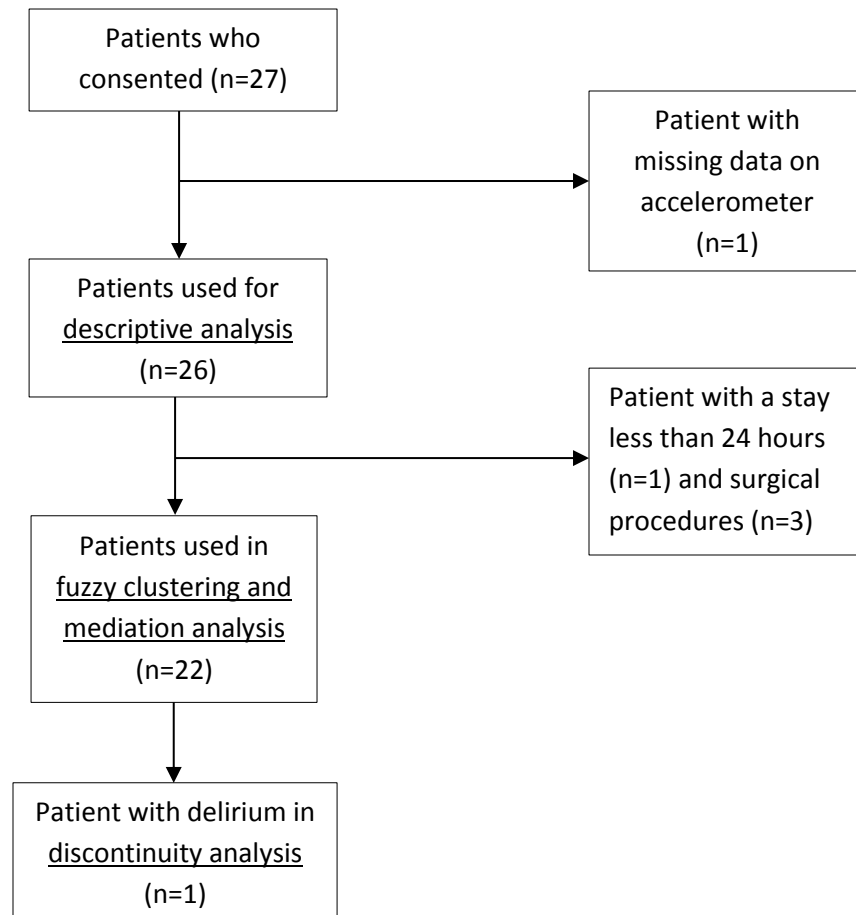 Patients who
consented (n=27)
Patient with
missing data on
accelerometer
(n=1)
Patients used for
descriptive analysis
(n=26)
Patient with a stay
less than 24 hours
(n=1) and surgical
procedures (n=3)
Patients used in
fuzzy clustering and
mediation analysis
(n=22)
Patient with delirium in
discontinuity analysis
(n=1)